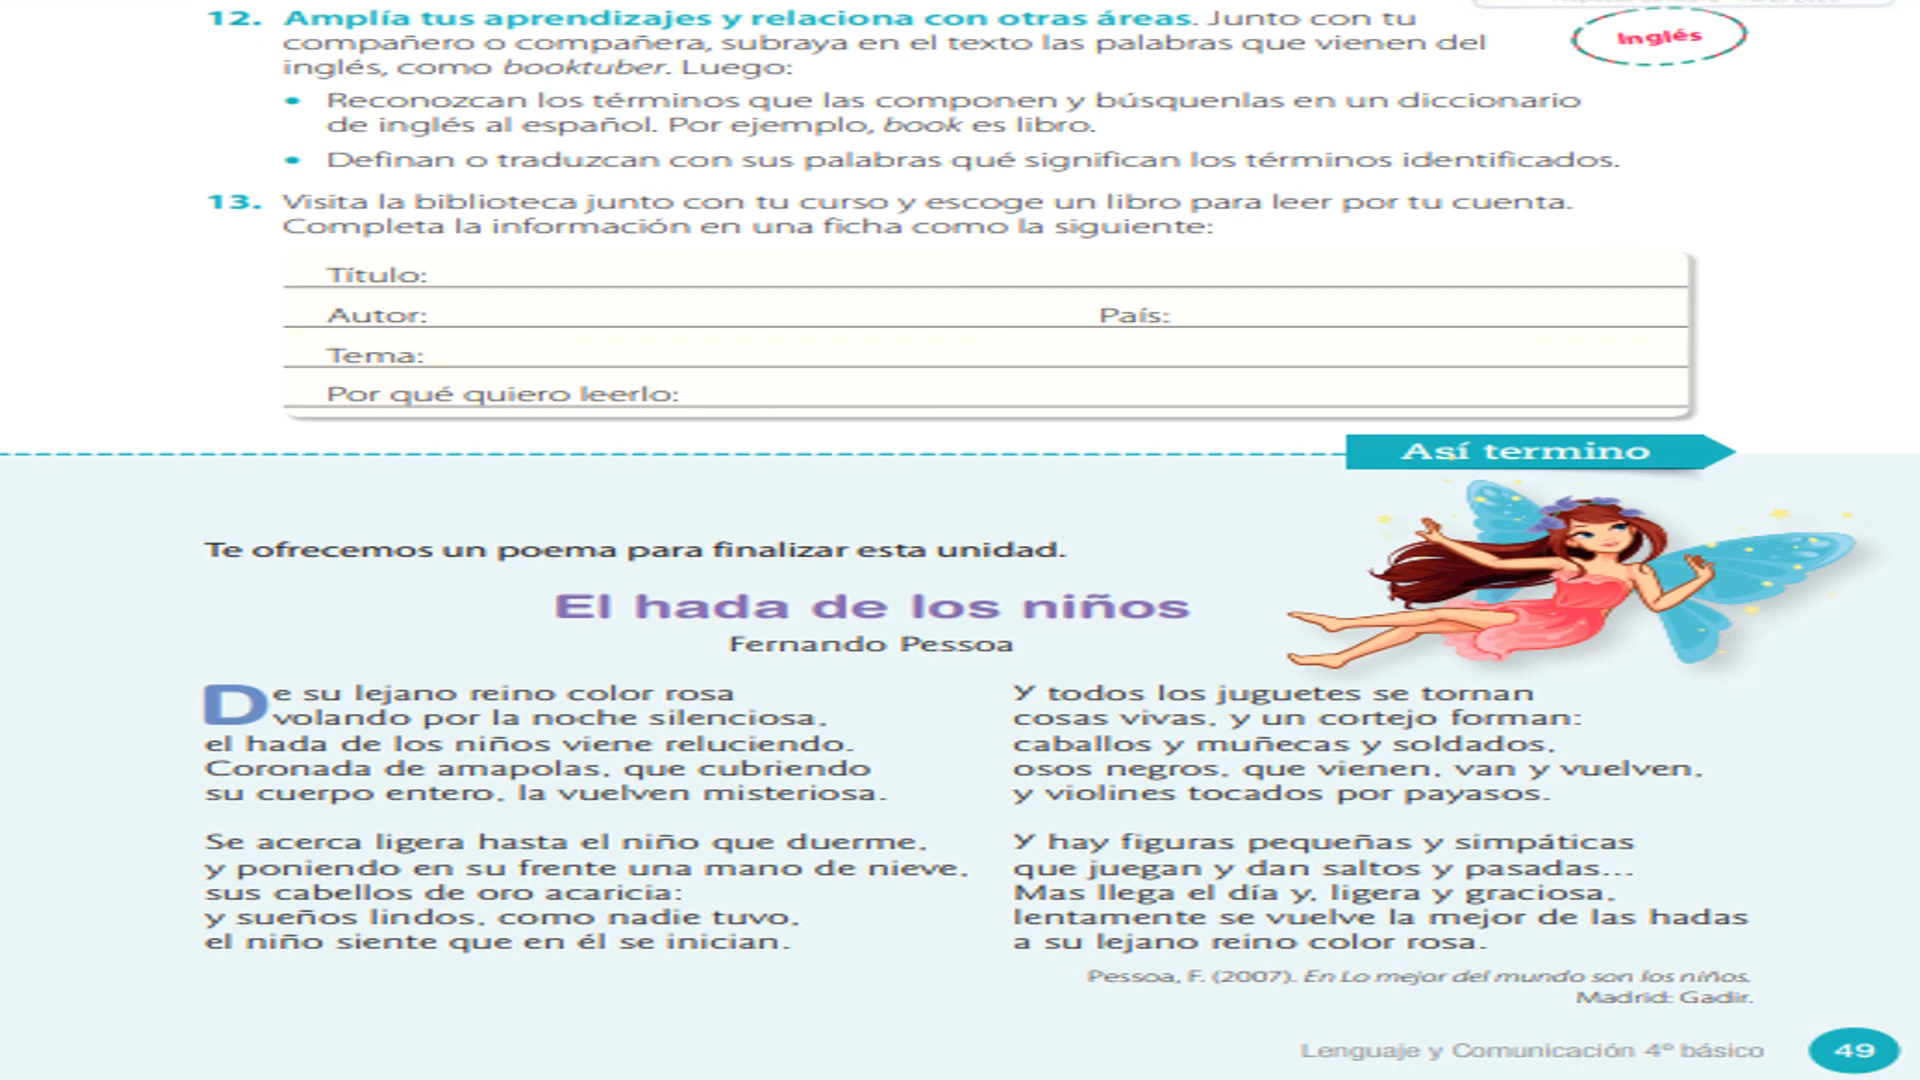 12. Amplía tus aprendizajes y relaciona con otras áreas. Junto con tu
compañero o compañera, subraya en el texto las palabras que vienen del
inglés, como booktuber. Luego:
Inglés
• Reconozcan los términos que las componen y búsquenlas en un diccionario
de inglés al español. Por ejemplo, book es libro.
• Definan o traduzcan con sus palabras qué significan los términos identificados.
13. Visita la biblioteca junto con tu curso y escoge un libro para leer por tu cuenta.
Completa la información en una ficha como la siguiente:
Título:
Autor: País:
Tema:
Por qué quiero leerlo:
Así termino
Te ofrecemos un poema para finalizar esta unidad.
El hada de los niños
Fernando Pessoa
De su lejano reino color rosa
volando por la noche silenciosa,
el hada de los niños viene reluciendo.
Coronada de amapolas, que cubriendo
su cuerpo entero, la vuelven misteriosa.
Se acerca ligera hasta el niño que duerme,
y poniendo en su frente una mano de nieve,
sus cabellos de oro acaricia:
y sueños lindos, como nadie tuvo,
el niño siente que en él se inician.
Y todos los juguetes se tornan
cosas vivas, y un cortejo forman:
caballos y muñecas y soldados,
osos negros, que vienen, van y vuelven,
y violines tocados por payasos.
Y hay figuras pequeñas y simpáticas
que juegan y dan saltos y pasadas...
Mas llega el día y, ligera y graciosa,
lentamente se vuelve la mejor de las hadas
a su lejano reino color rosa.
Pessoa, F. (2007). En Lo mejor del mundo son los niños.
Madrid: Gadir.
Lenguaje y Comunicación 4º básico 49